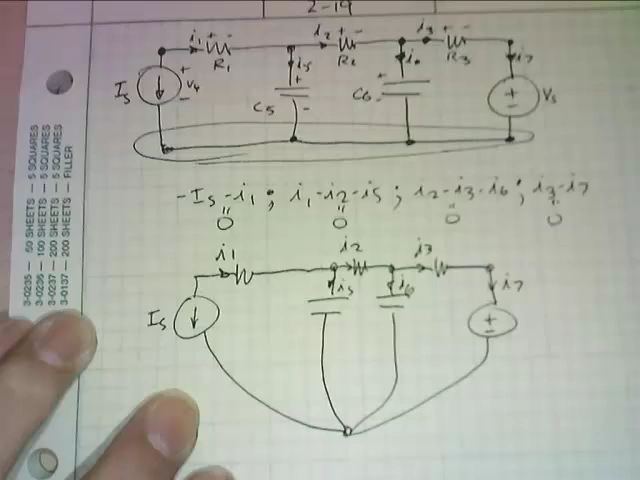 2-19
i1 + - i2 + - i3 + -
R1 R2 R3
Is + V4 - i5 + C5 - i6 + C6 - i7 + - Vs
-Is-i1 ; i1-i2-i5 ; i2-i3-i6 ; i3-i7
= 0 = 0 = 0 = 0
i1 i2 i3
Is i5 i6 i7
+ -
3-0235 — 50 SHEETS — 5 SQUARES
3-0236 — 100 SHEETS — 5 SQUARES
3-0237 — 200 SHEETS — 5 SQUARES
3-0137 — 200 SHEETS — FILLER